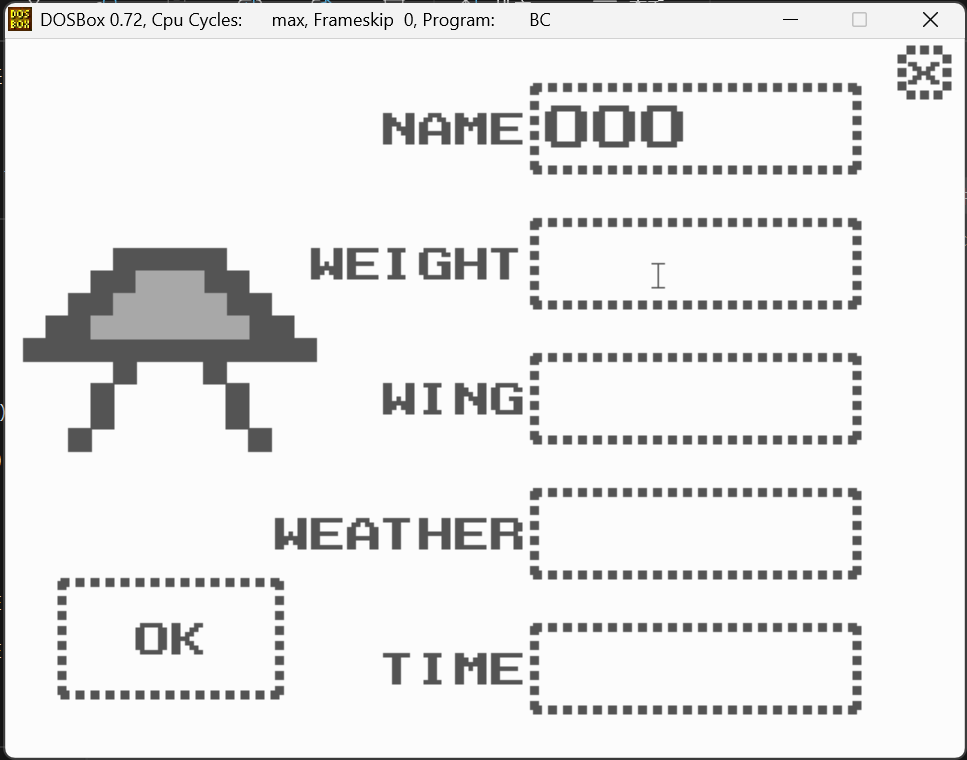 DOSBox 0.72, Cpu Cycles: max, Frameskip 0, Program: BC
NAME OOO
WEIGHT
WING
WEATHER
OK
TIME